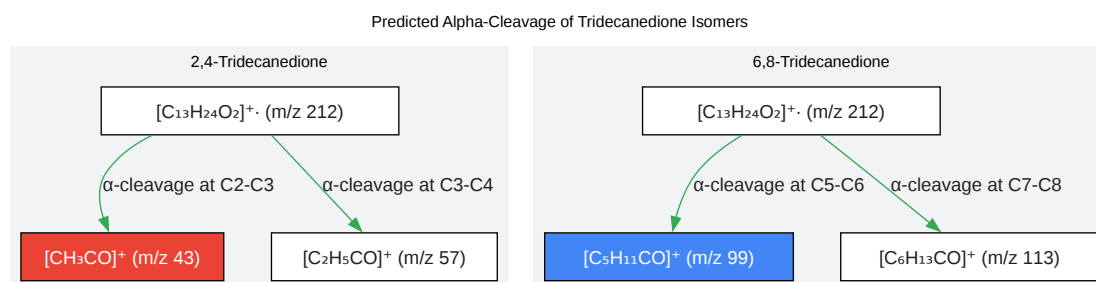 Predicted Alpha-Cleavage of Tridecanedione Isomers
2,4-Tridecanedione
[C₁₃H₂₄O₂]⁺· (m/z 212)
α-cleavage at C2-C3
α-cleavage at C3-C4
[CH₃CO]⁺ (m/z 43)
[C₂H₅CO]⁺ (m/z 57)
6,8-Tridecanedione
[C₁₃H₂₄O₂]⁺· (m/z 212)
α-cleavage at C5-C6
α-cleavage at C7-C8
[C₅H₁₁CO]⁺ (m/z 99)
[C₆H₁₃CO]⁺ (m/z 113)